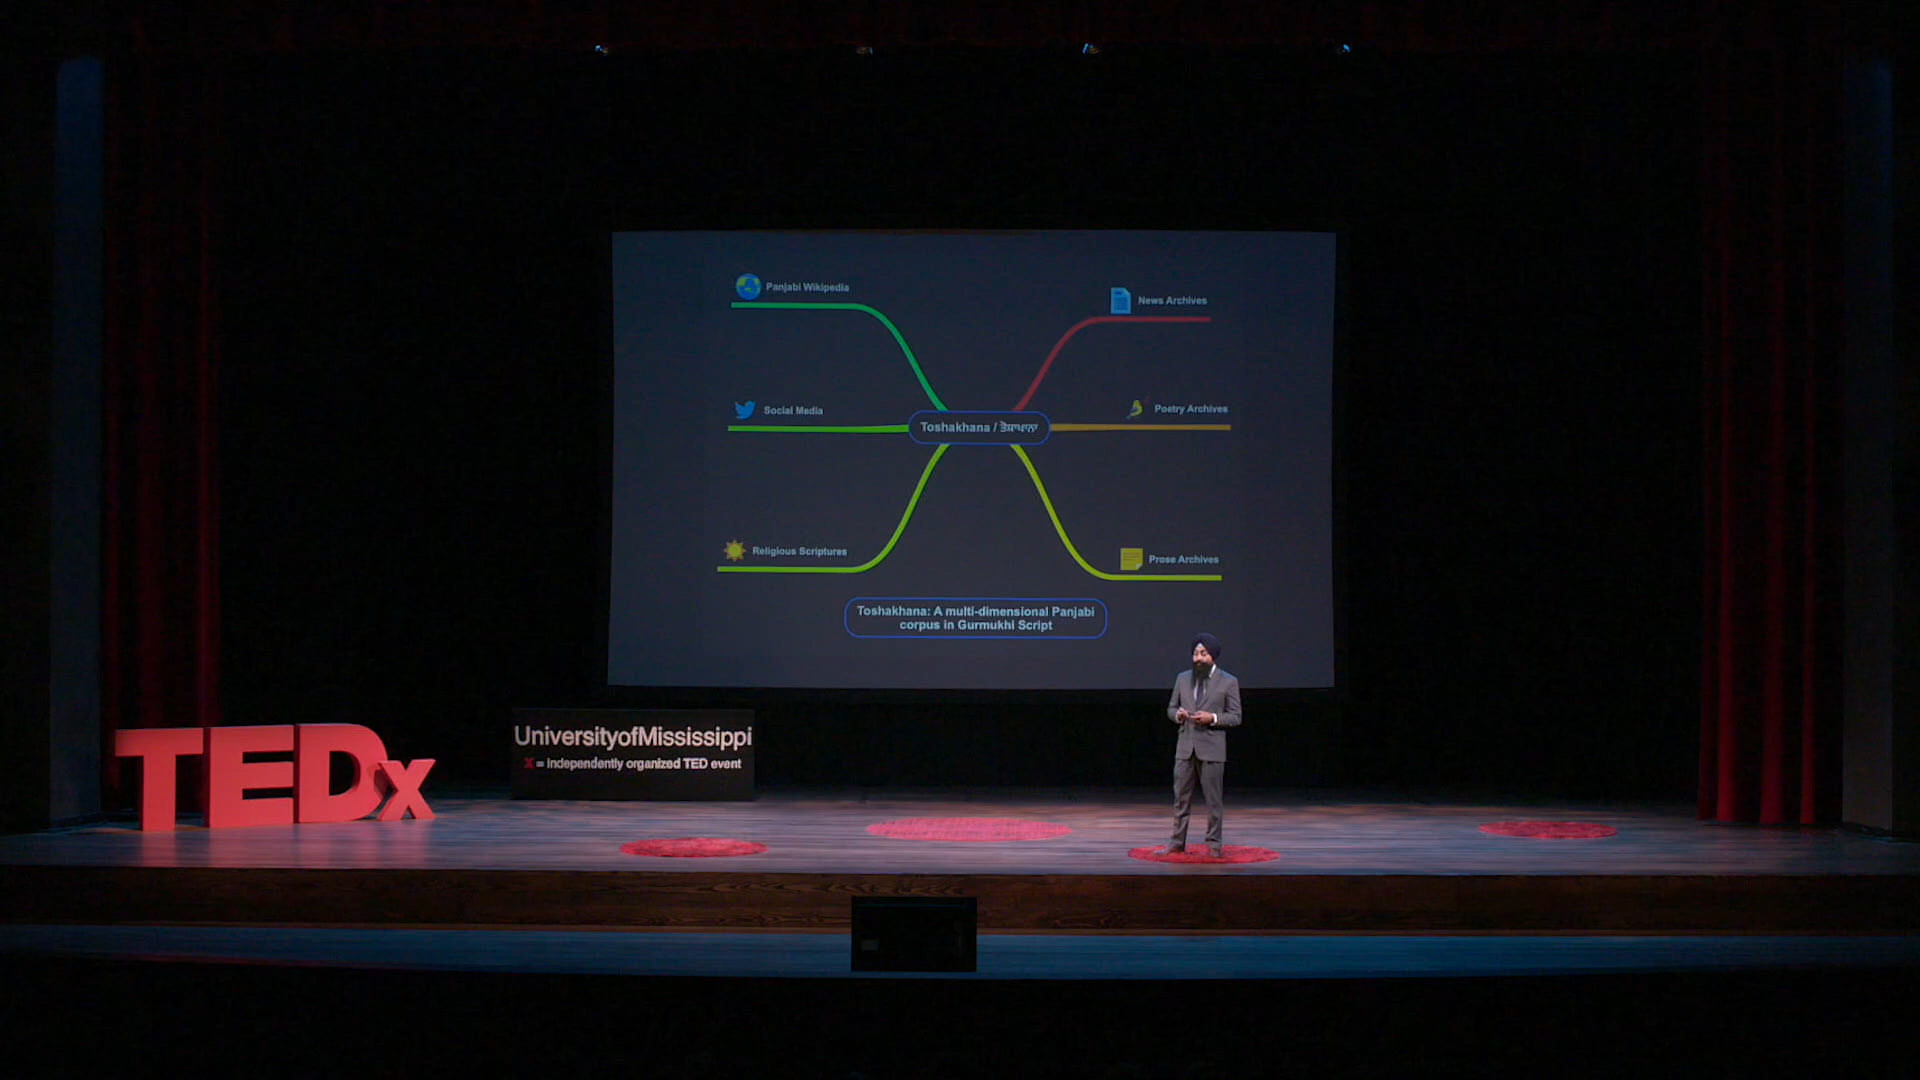 Panjabi Wikipedia
News Archives
Social Media
Poetry Archives
Toshakhana / ਤੋਸ਼ਾਖਾਨਾ
Religious Scriptures
Prose Archives
Toshakhana: A multi-dimensional Panjabi
corpus in Gurmukhi Script
TEDx
UniversityofMississippi
X = independently organized TED event